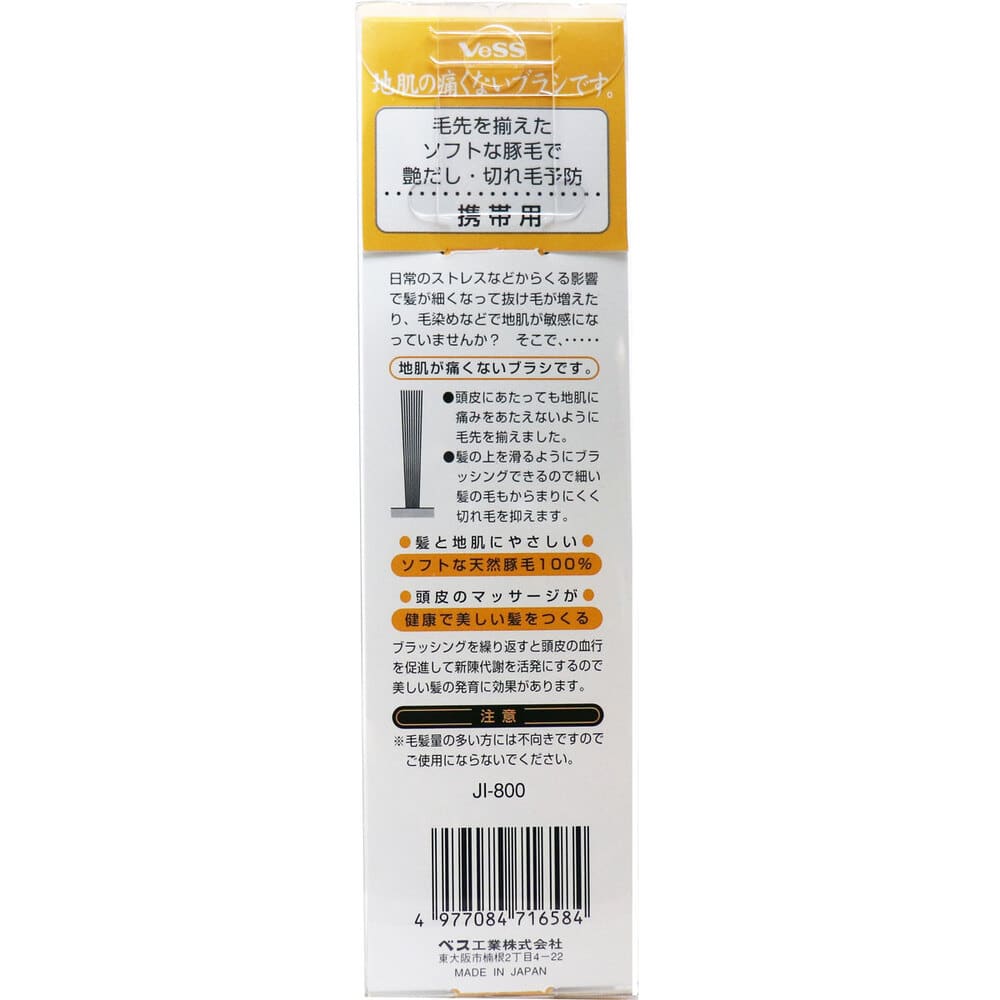 VeSS
地肌の痛くないブラシです。
毛先を揃えた
ソフトな豚毛で
艶だし・切れ毛予防
携帯用
日常のストレスなどからくる影響
で髪が細くなって抜け毛が増えた
り、毛染めなどで地肌が敏感にな
っていませんか？　そこで、‥‥‥
地肌が痛くないブラシです。
●頭皮にあたっても地肌に
痛みをあたえないように
毛先を揃えました。
●髪の上を滑るようにブラ
ッシングできるので細い
髪の毛もからまりにくく
切れ毛を抑えます。
●髪と地肌にやさしい●
ソフトな天然豚毛100％
●頭皮のマッサージが●
健康で美しい髪をつくる
ブラッシングを繰り返すと頭皮の血行
を促進して新陳代謝を活発にするので
美しい髪の発育に効果があります。
注意
※毛髪量の多い方には不向きですので
ご使用にならないでください。
JI-800
4 977084 716584
ベス工業株式会社
東大阪市楠根2丁目4－22
MADE IN JAPAN